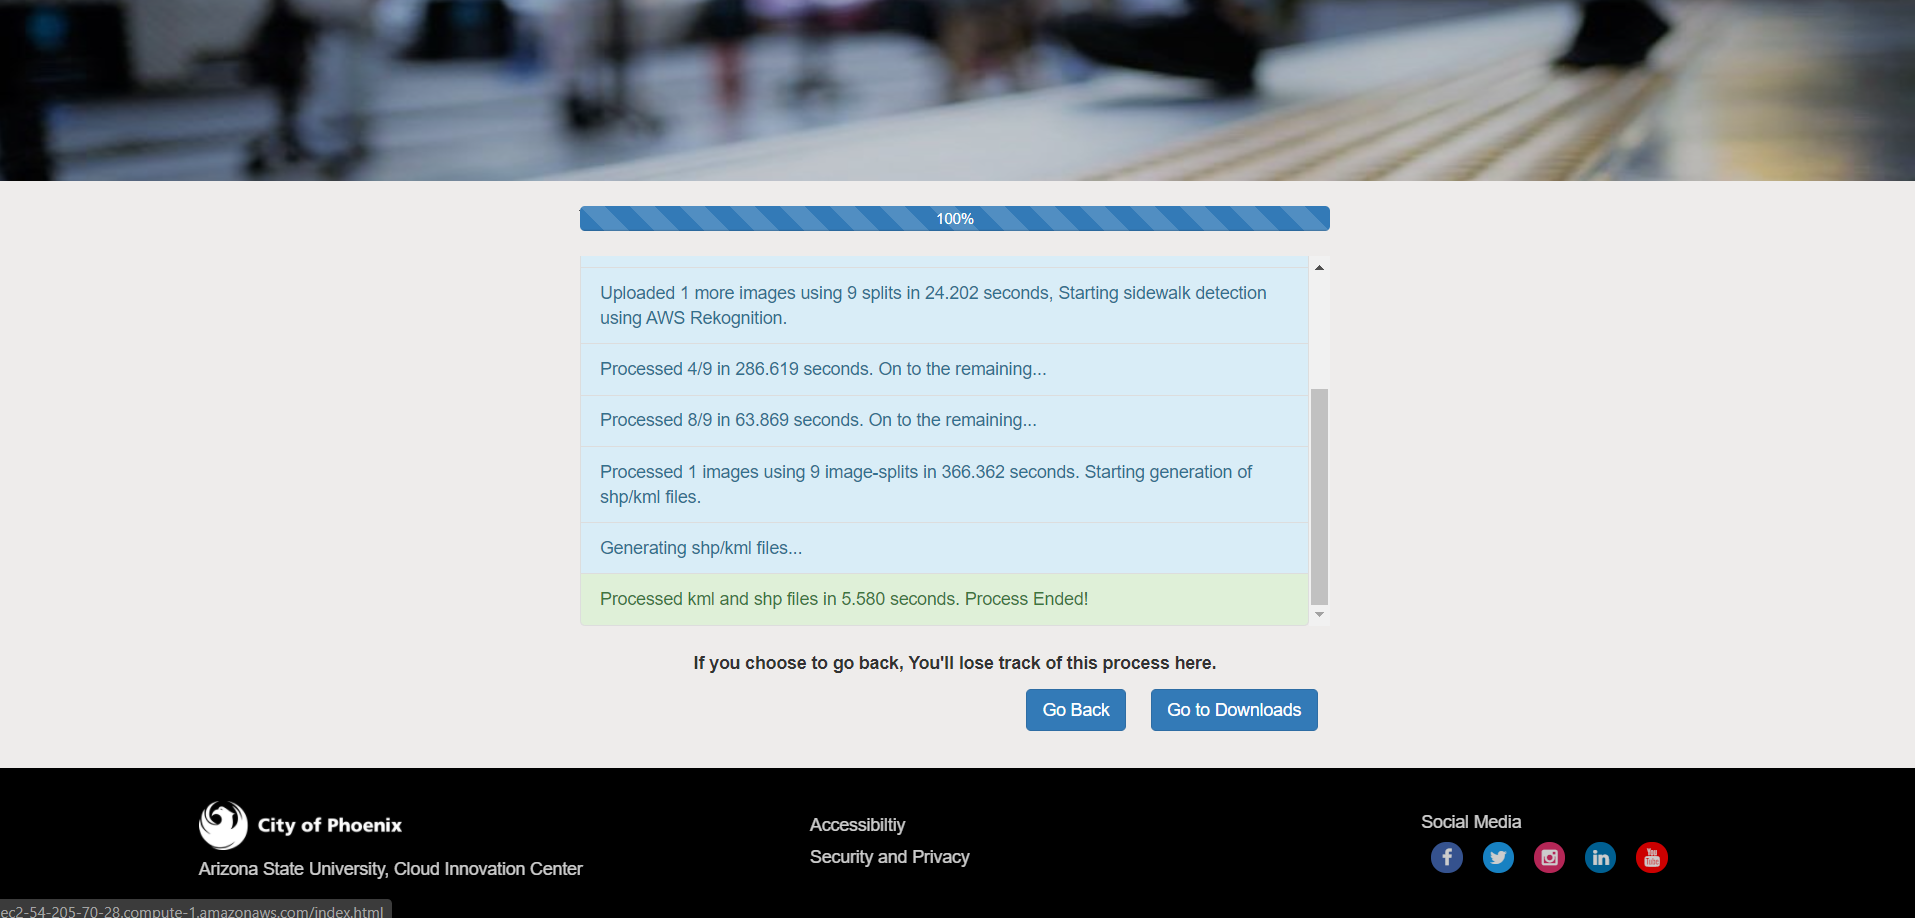 100%
Uploaded 1 more images using 9 splits in 24.202 seconds, Starting sidewalk detection
using AWS Rekognition.
Processed 4/9 in 286.619 seconds. On to the remaining...
Processed 8/9 in 63.869 seconds. On to the remaining...
Processed 1 images using 9 image-splits in 366.362 seconds. Starting generation of
shp/kml files.
Generating shp/kml files...
Processed kml and shp files in 5.580 seconds. Process Ended!
If you choose to go back, You'll lose track of this process here.
Go Back
Go to Downloads
City of Phoenix
Arizona State University, Cloud Innovation Center
Accessibiltiy
Security and Privacy
Social Media
You
Tube
ec2-54-205-70-28.compute-1.amazonaws.com/index.html